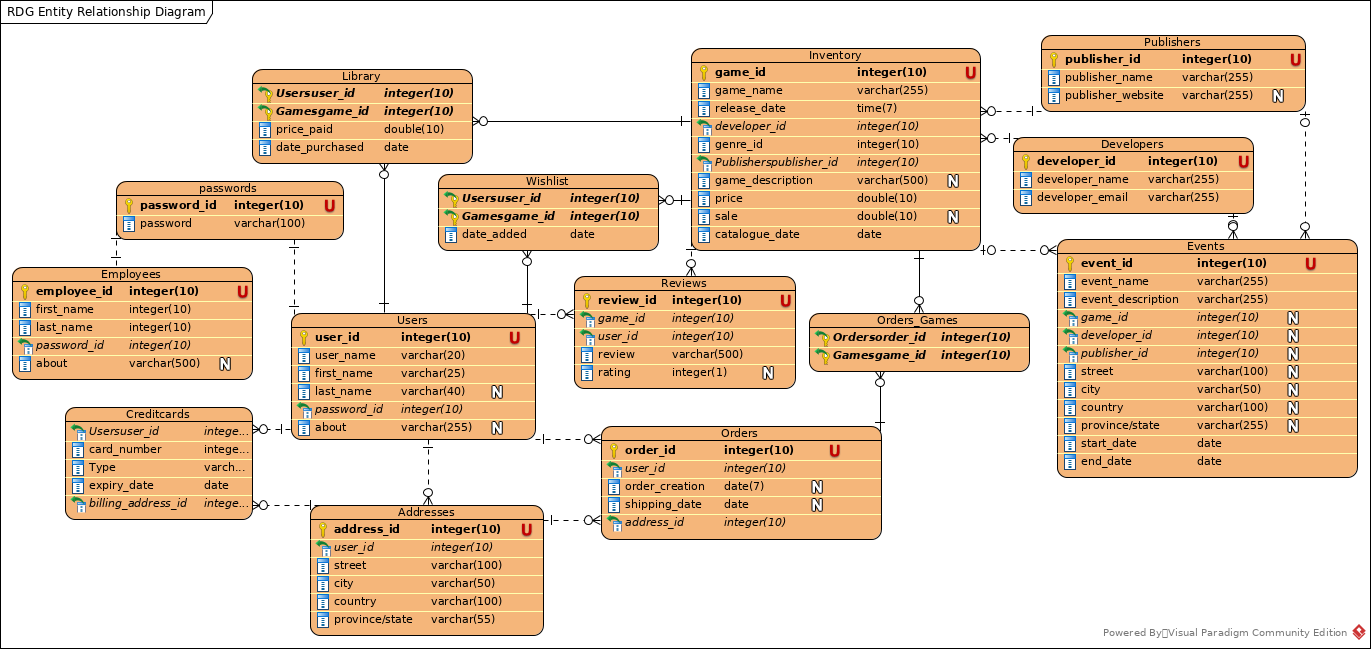 RDG Entity Relationship Diagram
Library
Usersuser_id integer(10)
Gamesgame_id integer(10)
price_paid double(10)
date_purchased date
Inventory
game_id integer(10) U
game_name varchar(255)
release_date time(7)
developer_id integer(10)
genre_id integer(10)
Publisherspublisher_id integer(10)
game_description varchar(500) N
price double(10)
sale double(10) N
catalogue_date date
Publishers
publisher_id integer(10) U
publisher_name varchar(255)
publisher_website varchar(255) N
Developers
developer_id integer(10) U
developer_name varchar(255)
developer_email varchar(255)
passwords
password_id integer(10) U
password varchar(100)
Wishlist
Usersuser_id integer(10)
Gamesgame_id integer(10)
date_added date
Employees
employee_id integer(10) U
first_name integer(10)
last_name integer(10)
password_id integer(10)
about varchar(500) N
Users
user_id integer(10) U
user_name varchar(20)
first_name varchar(25)
last_name varchar(40) N
password_id integer(10)
about varchar(255) N
Reviews
review_id integer(10) U
game_id integer(10)
user_id integer(10)
review varchar(500)
rating integer(1) N
Orders_Games
Ordersorder_id integer(10)
Gamesgame_id integer(10)
Events
event_id integer(10) U
event_name varchar(255)
event_description varchar(255)
game_id integer(10) N
developer_id integer(10) N
publisher_id integer(10) N
street varchar(100) N
city varchar(50) N
country varchar(100) N
province/state varchar(255) N
start_date date
end_date date
Creditcards
Usersuser_id intege...
card_number intege...
Type varch...
expiry_date date
billing_address_id intege...
Orders
order_id integer(10) U
user_id integer(10)
order_creation date(7) N
shipping_date date N
address_id integer(10)
Addresses
address_id integer(10) U
user_id integer(10)
street varchar(100)
city varchar(50)
country varchar(100)
province/state varchar(55)
Powered By Visual Paradigm Community Edition